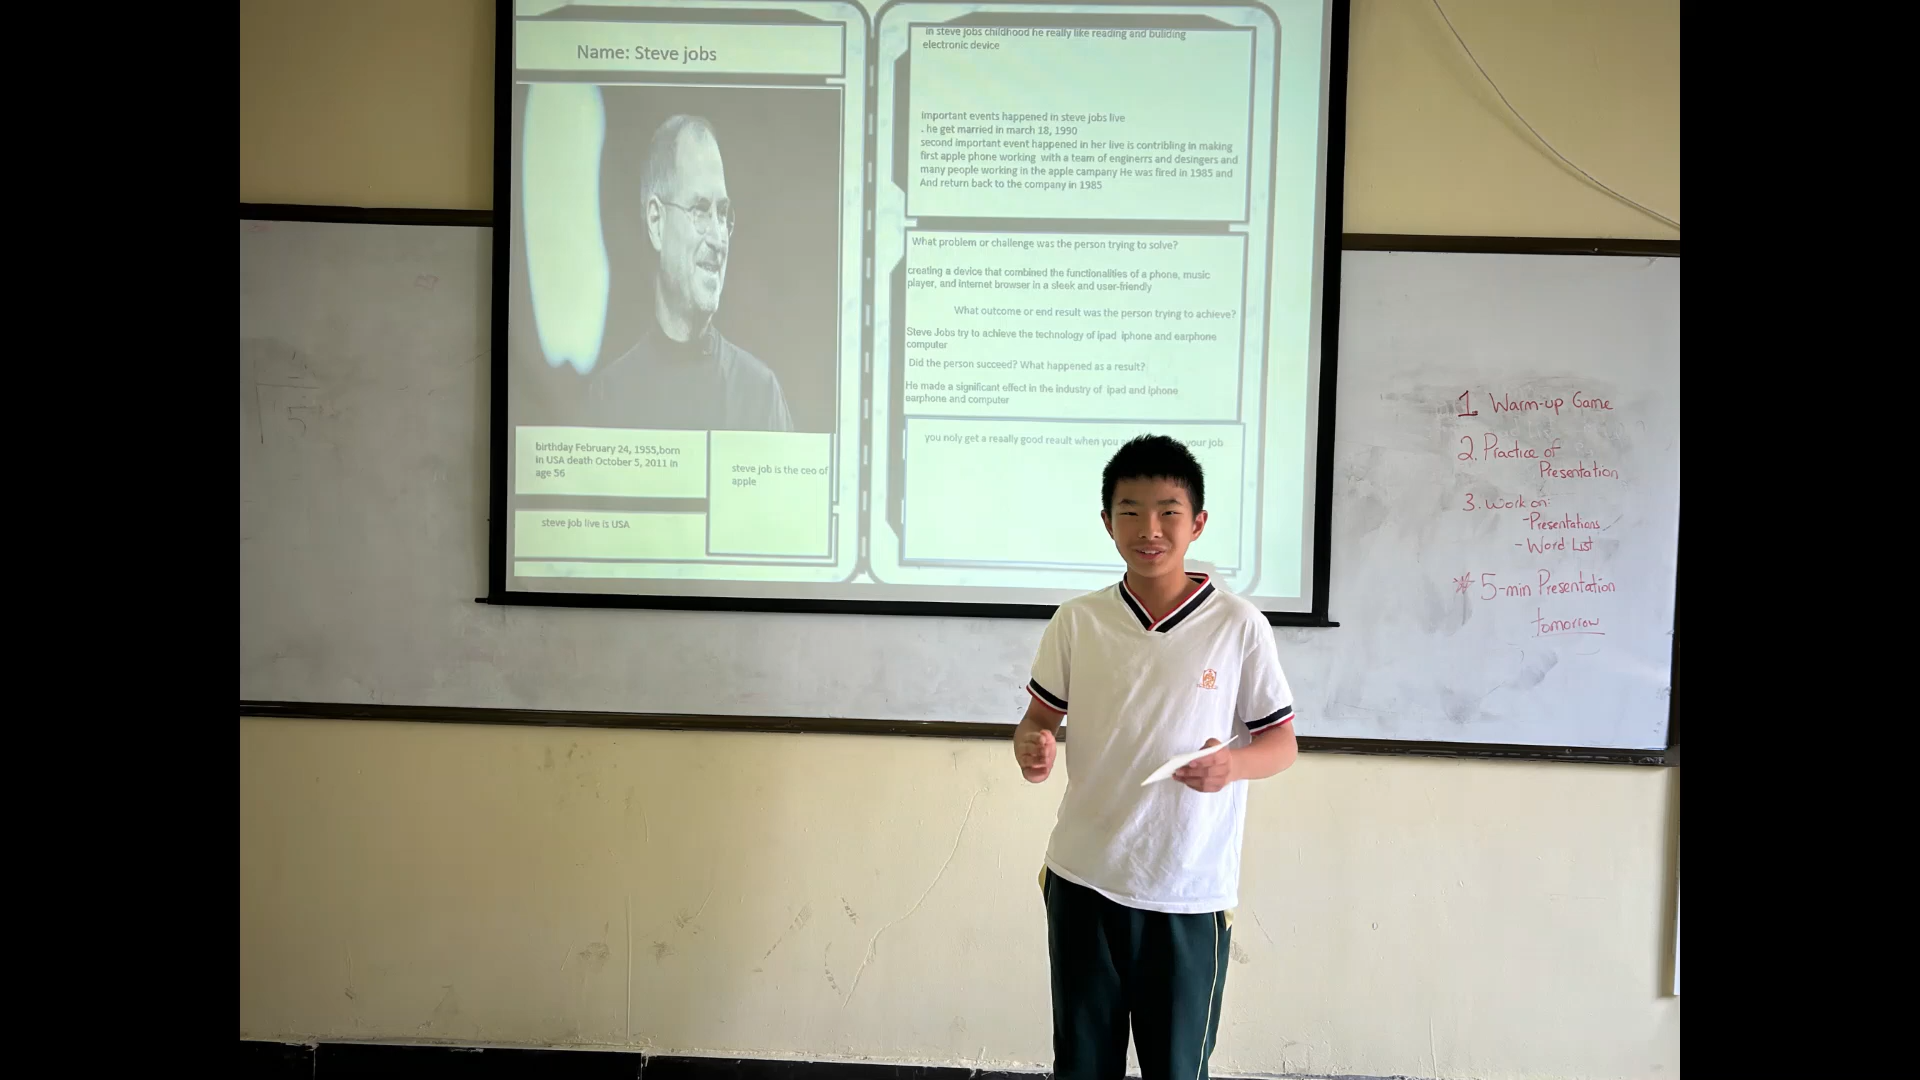 Name: Steve jobs
birthday February 24, 1955,born
in USA death October 5, 2011 in
age 56
steve job is the ceo of
apple
steve job live is USA
in steve jobs childhood he really like reading and buliding
electronic device
Important events happened in steve jobs live
. he get married in march 18, 1990
second important event happened in her live is contribling in making
first apple phone working with a team of enginerrs and desingers and
many people working in the apple campany He was fired in 1985 and
And return back to the company in 1985
What problem or challenge was the person trying to solve?
creating a device that combined the functionalities of a phone, music
player, and internet browser in a sleek and user-friendly
What outcome or end result was the person trying to achieve?
Steve Jobs try to achieve the technology of ipad iphone and earphone
computer
Did the person succeed? What happened as a result?
He made a significant effect in the industry of ipad and iphone
earphone and computer
you noly get a reaally good reault when you your job
1 Warm-up Game
2. Practice of
Presentation
3. Work on:
- Presentations
- Word List
* 5-min Presentation
tomorrow